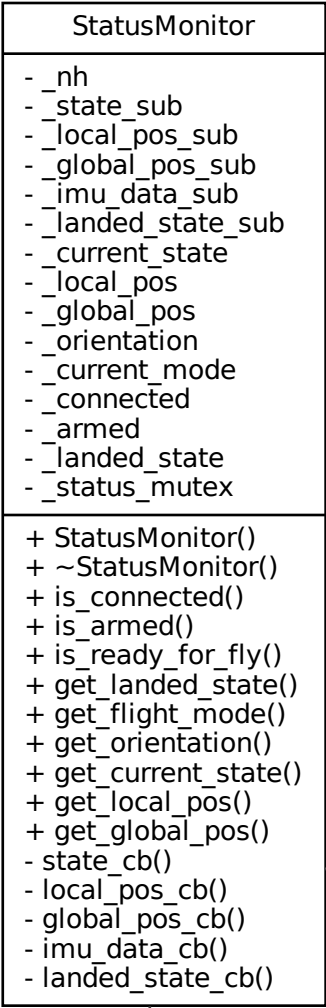 StatusMonitor
- _nh
- _state_sub
- _local_pos_sub
- _global_pos_sub
- _imu_data_sub
- _landed_state_sub
- _current_state
- _local_pos
- _global_pos
- _orientation
- _current_mode
- _connected
- _armed
- _landed_state
- _status_mutex
+ StatusMonitor()
+ ~StatusMonitor()
+ is_connected()
+ is_armed()
+ is_ready_for_fly()
+ get_landed_state()
+ get_flight_mode()
+ get_orientation()
+ get_current_state()
+ get_local_pos()
+ get_global_pos()
- state_cb()
- local_pos_cb()
- global_pos_cb()
- imu_data_cb()
- landed_state_cb()